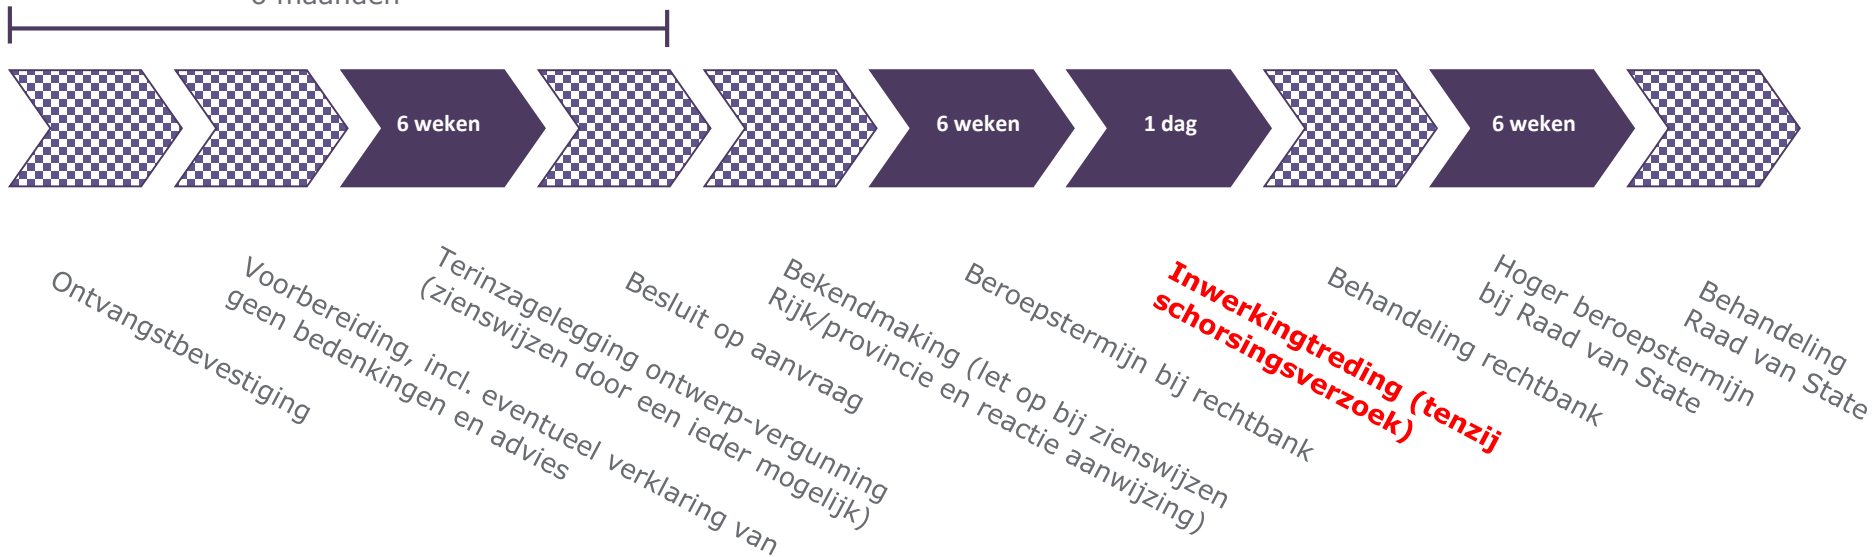 maanden
6 weken
6 weken
1 dag
6 weken
Ontvangstbevestiging
Voorbereiding, incl. eventueel verklaring van
geen bedenkingen en advies
Terinzagelegging ontwerp-vergunning
(zienswijzen door een ieder mogelijk)
Besluit op aanvraag
Bekendmaking (let op bij zienswijzen
Rijk/provincie en reactie aanwijzing)
Beroepstermijn bij rechtbank
Inwerkingtreding (tenzij
schorsingsverzoek)
Behandeling rechtbank
Hoger beroepstermijn
bij Raad van State
Behandeling
Raad van State